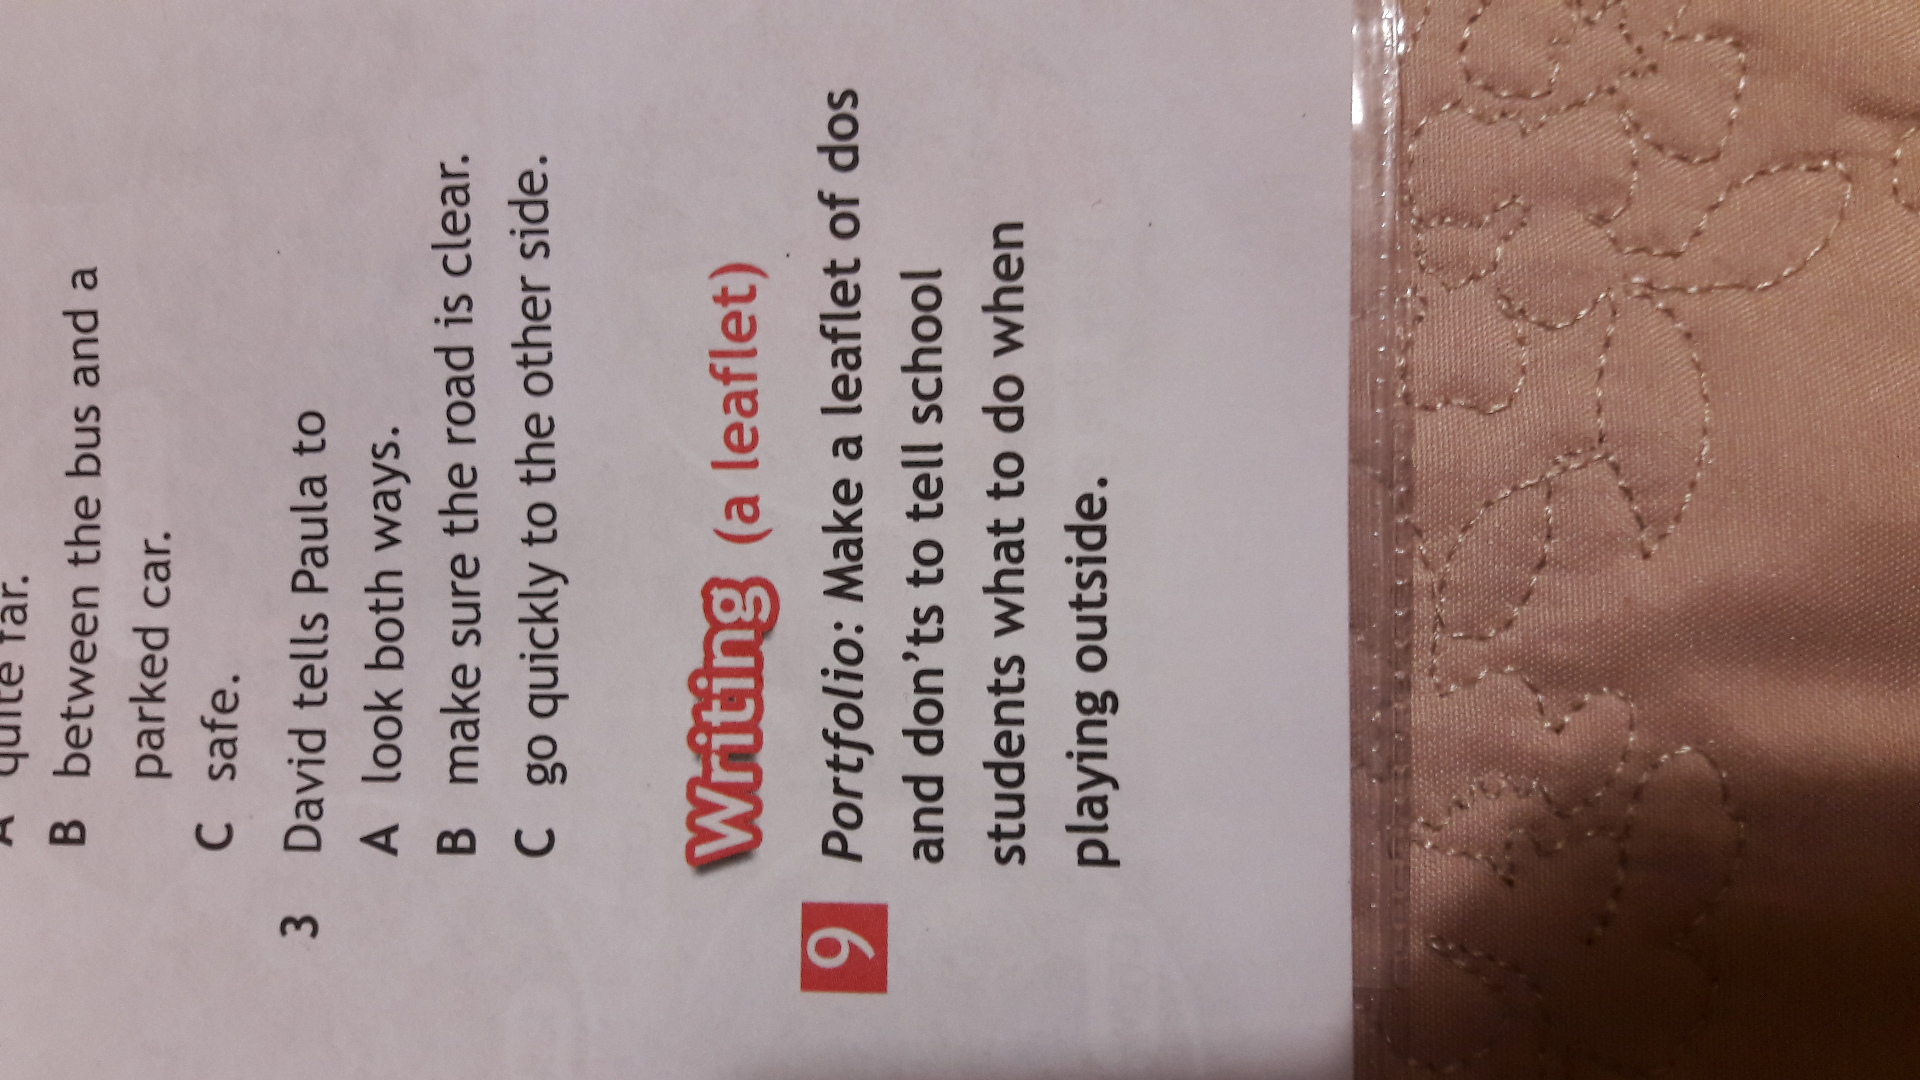 A quite far.
B between the bus and a
parked car.
C safe.
3 David tells Paula to
A look both ways.
B make sure the road is clear.
C go quickly to the other side.
Writing (a leaflet)
9 Portfolio: Make a leaflet of dos
and don'ts to tell school
students what to do when
playing outside.